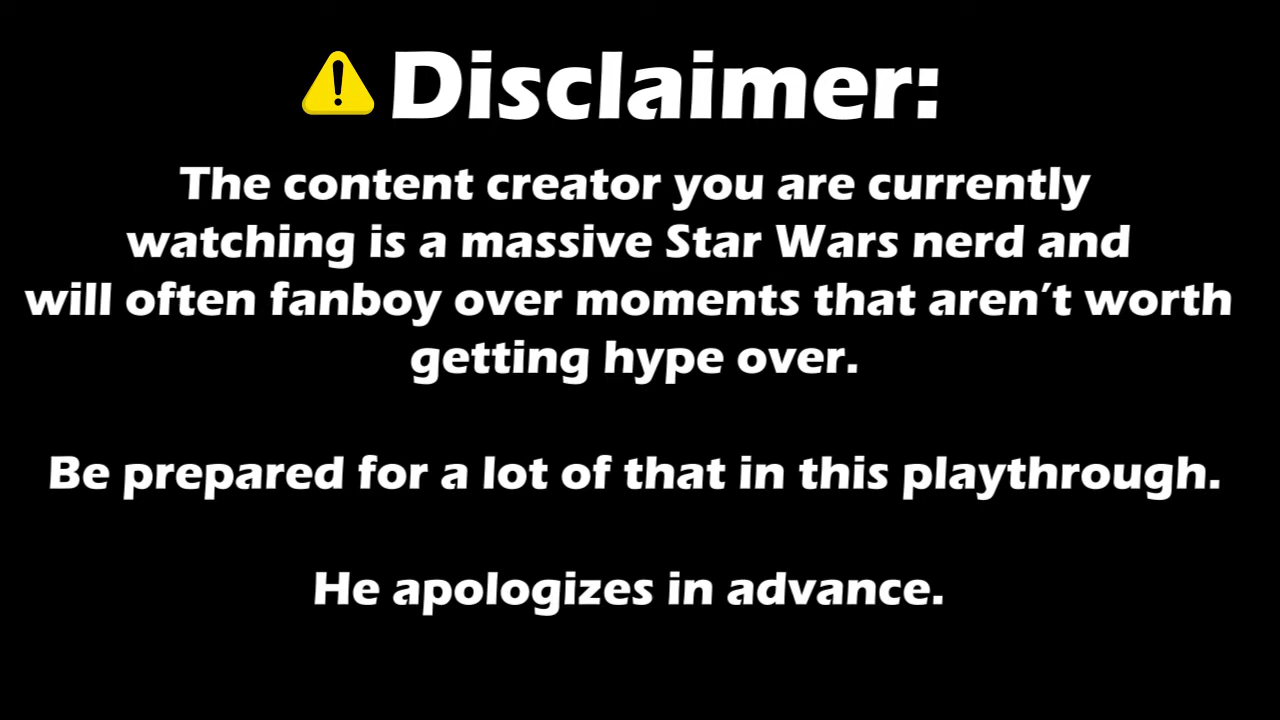 Disclaimer:
The content creator you are currently
watching is a massive Star Wars nerd and
will often fanboy over moments that aren’t worth
getting hype over.
Be prepared for a lot of that in this playthrough.
He apologizes in advance.